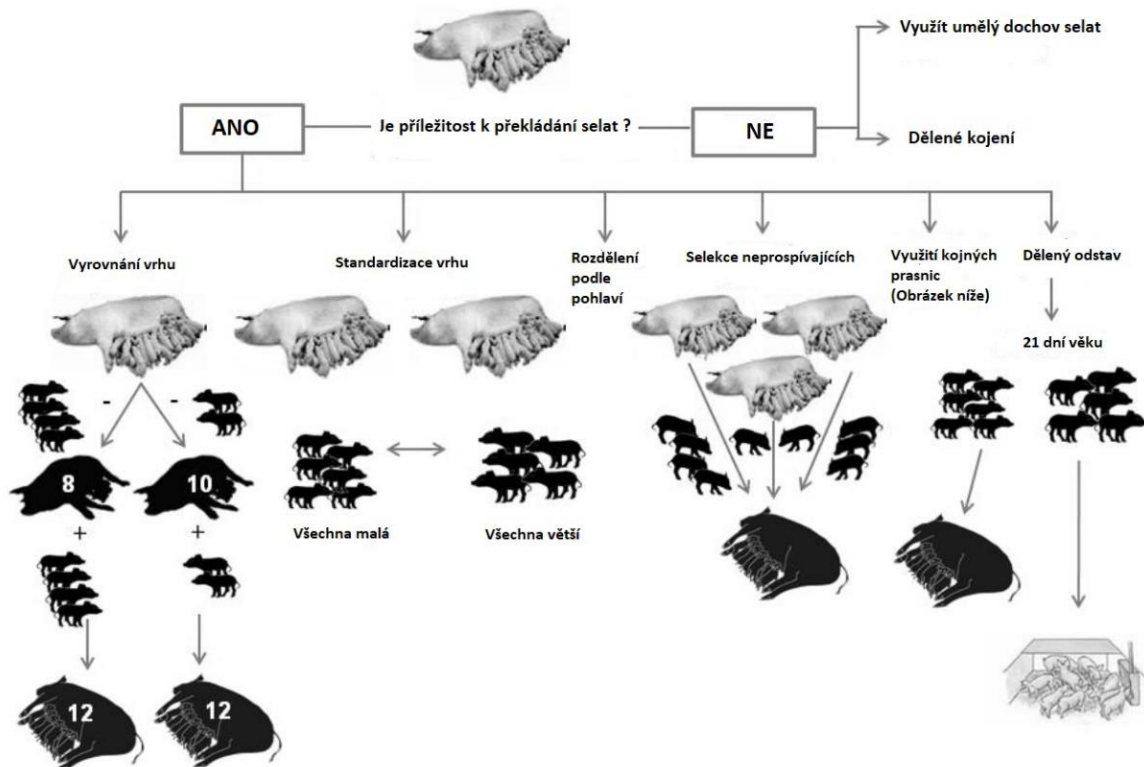 Využít umělý dochov selat
ANO
Je příležitost k překládání selat ?
NE
Dělené kojení
Vyrovnání vrhu
Standardizace vrhu
Rozdělení
podle
pohlaví
Selekce neprospívajících
Využití kojných
prasnic
(Obrázek níže)
Dělený odstav
21 dní věku
- -
8 10
+ +
Všechna malá
Všechna větší
12 12